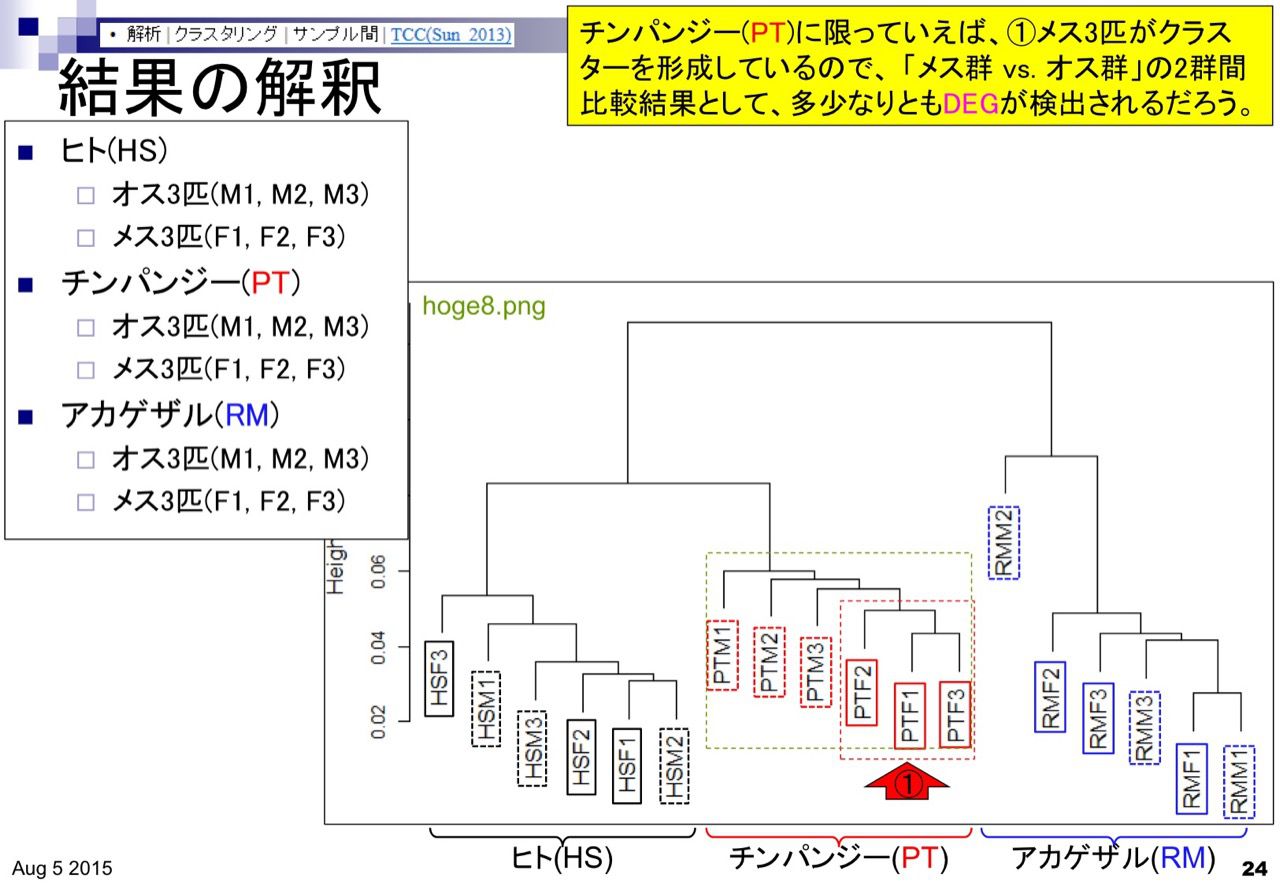 • 解析 | クラスタリング | サンプル間 | TCC(Sun_2013)
結果の解釈
チンパンジー(PT)に限っていえば、①メス3匹がクラス
ターを形成しているので、「メス群 vs. オス群」の2群間
比較結果として、多少なりともDEGが検出されるだろう。
■ ヒト(HS)
□ オス3匹(M1, M2, M3)
□ メス3匹(F1, F2, F3)
■ チンパンジー(PT)
□ オス3匹(M1, M2, M3)
□ メス3匹(F1, F2, F3)
■ アカゲザル(RM)
□ オス3匹(M1, M2, M3)
□ メス3匹(F1, F2, F3)
hoge8.png
Heigh
0.06
0.04
0.02
HSF3
HSM1
HSM3
HSF2
HSF1
HSM2
PTM1
PTM2
PTM3
PTF2
PTF1
PTF3
RMM2
RMF2
RMF3
RMM3
RMF1
RMM1
①
ヒト(HS)
チンパンジー(PT)
アカゲザル(RM)
Aug 5 2015
24